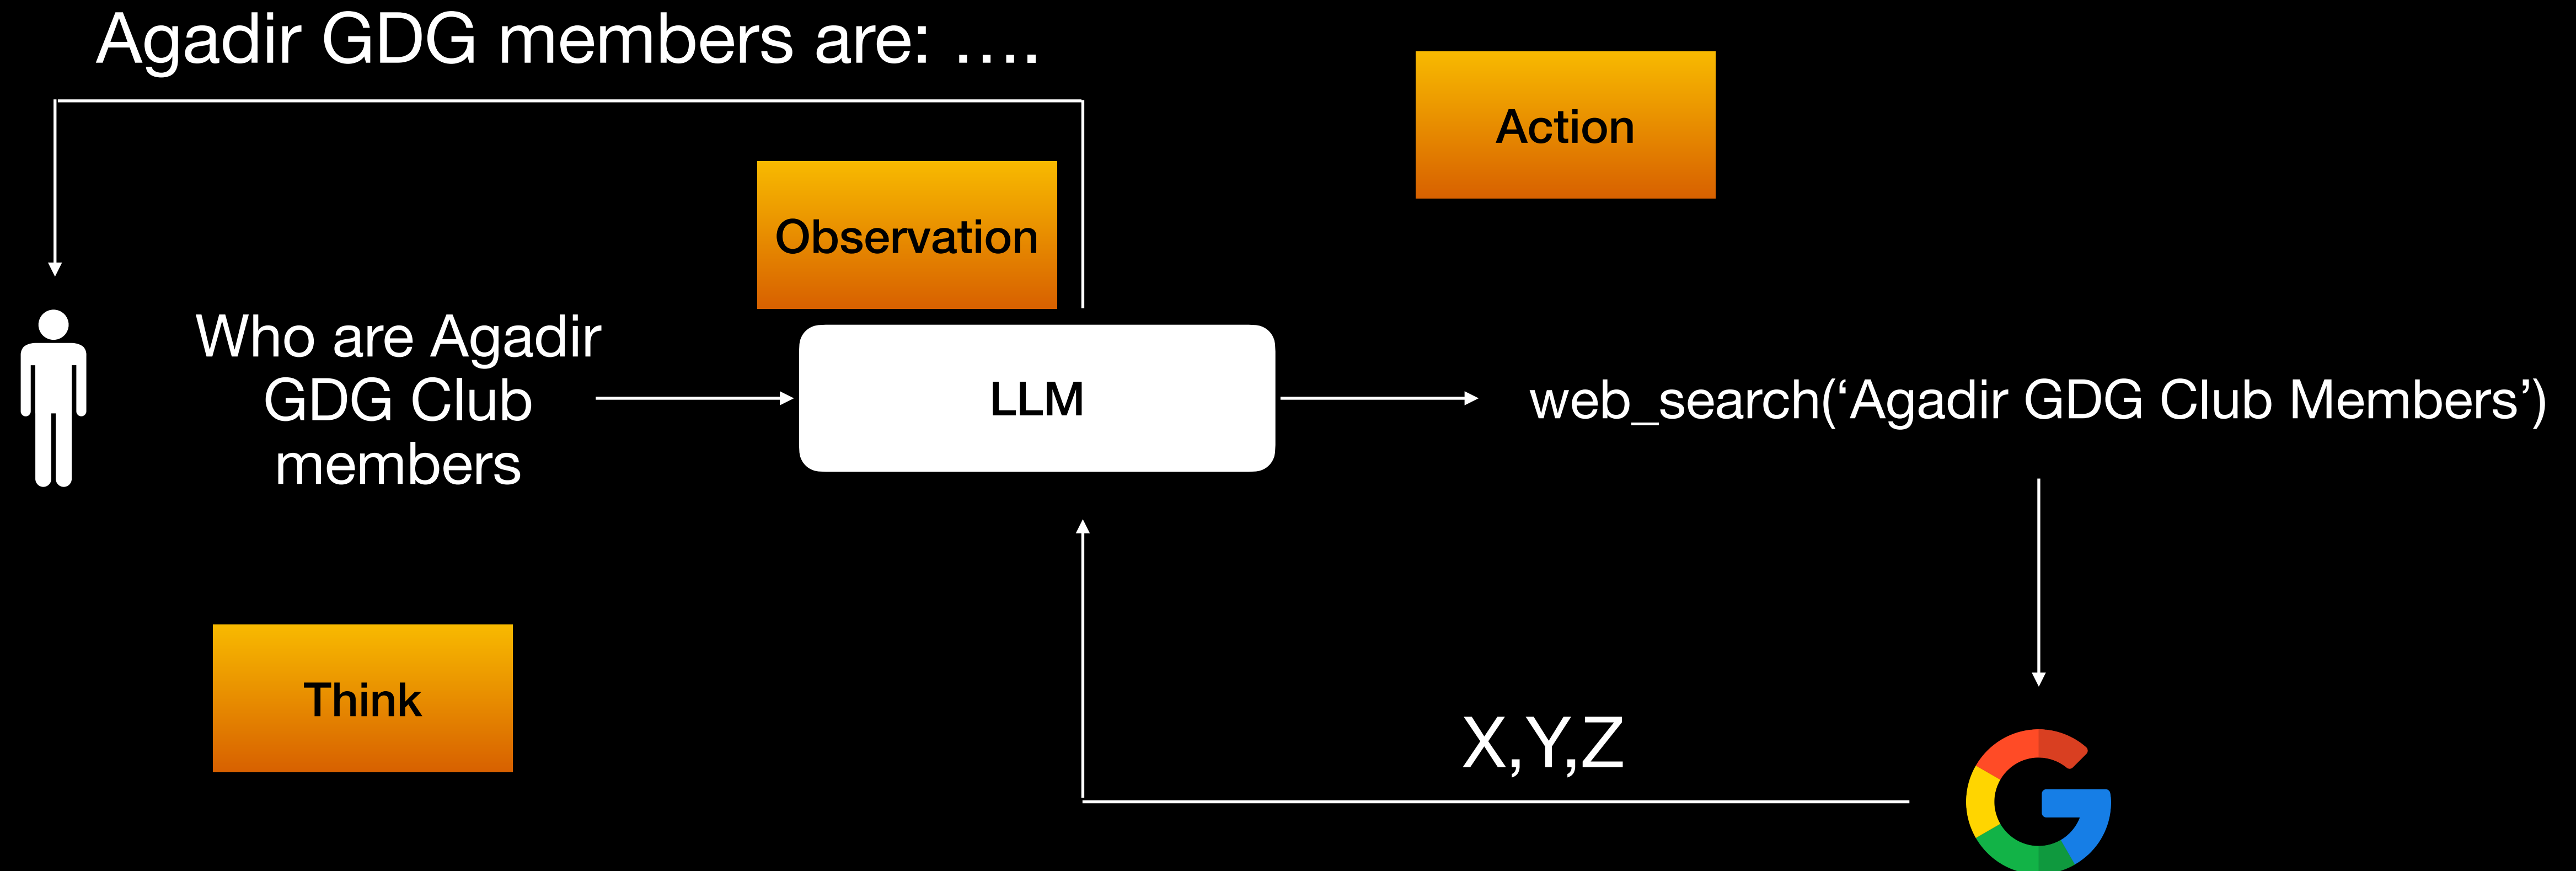 Agadir GDG members are: ....
Action
Observation
Who are Agadir
GDG Club
members
LLM
web_search(‘Agadir GDG Club Members’)
Think
X,Y,Z